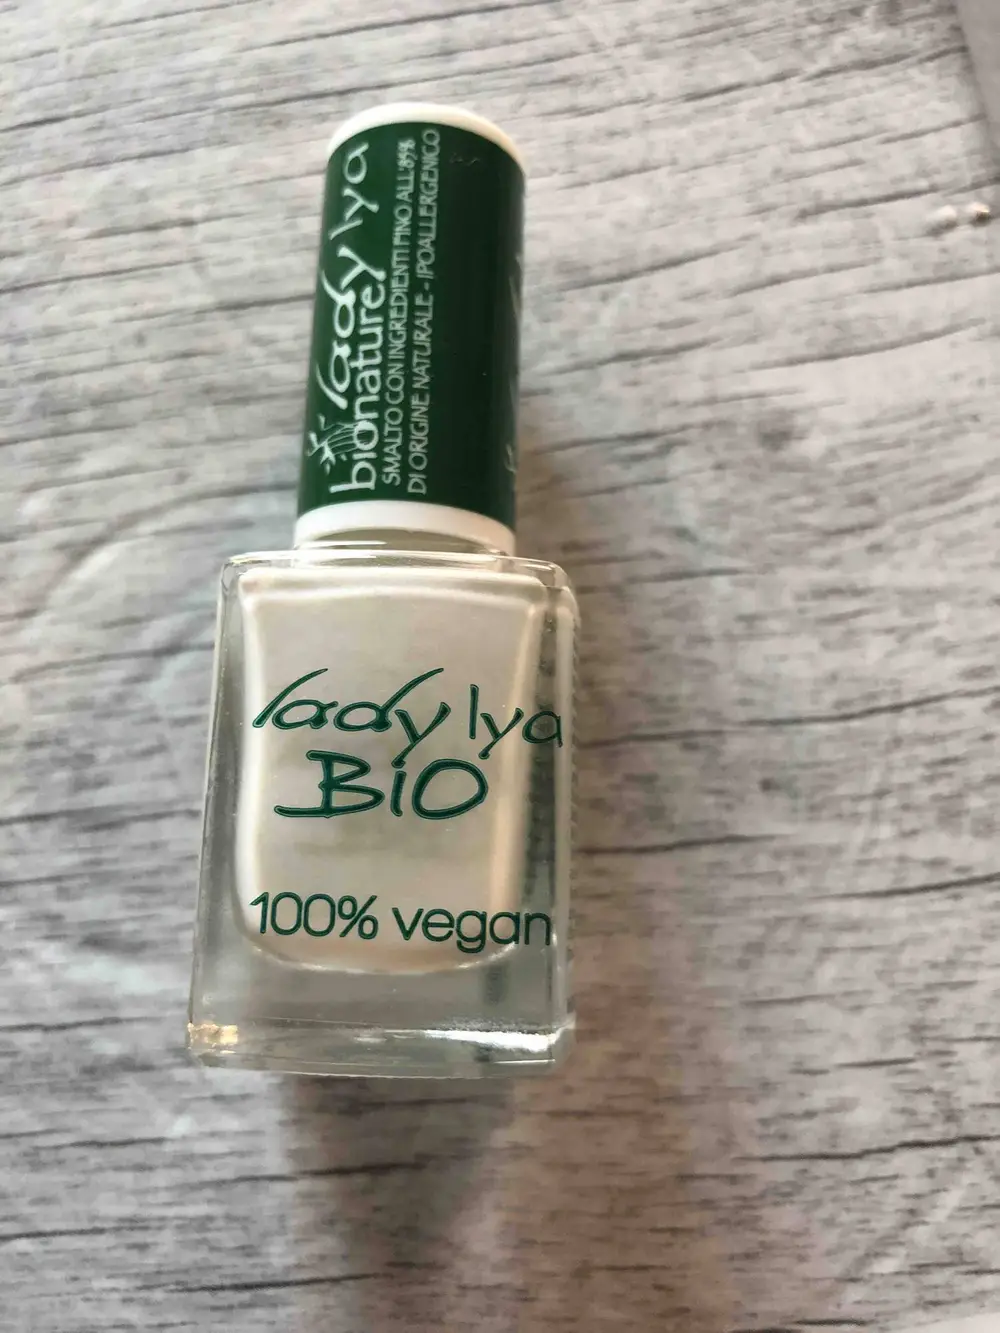 lady lya
bionature
SMALTO CON INGREDIENTI FINO ALL'85%
DI ORIGINE NATURALE - IPOALLERGENICO
lady lya
BiO
100% vegan